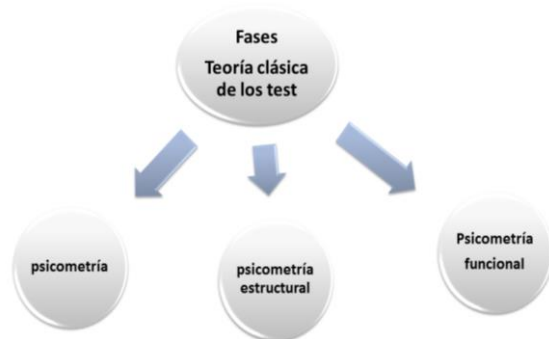 Fases
Teoría clásica
de los test
psicometría
psicometría
estructural
Psicometría
funcional